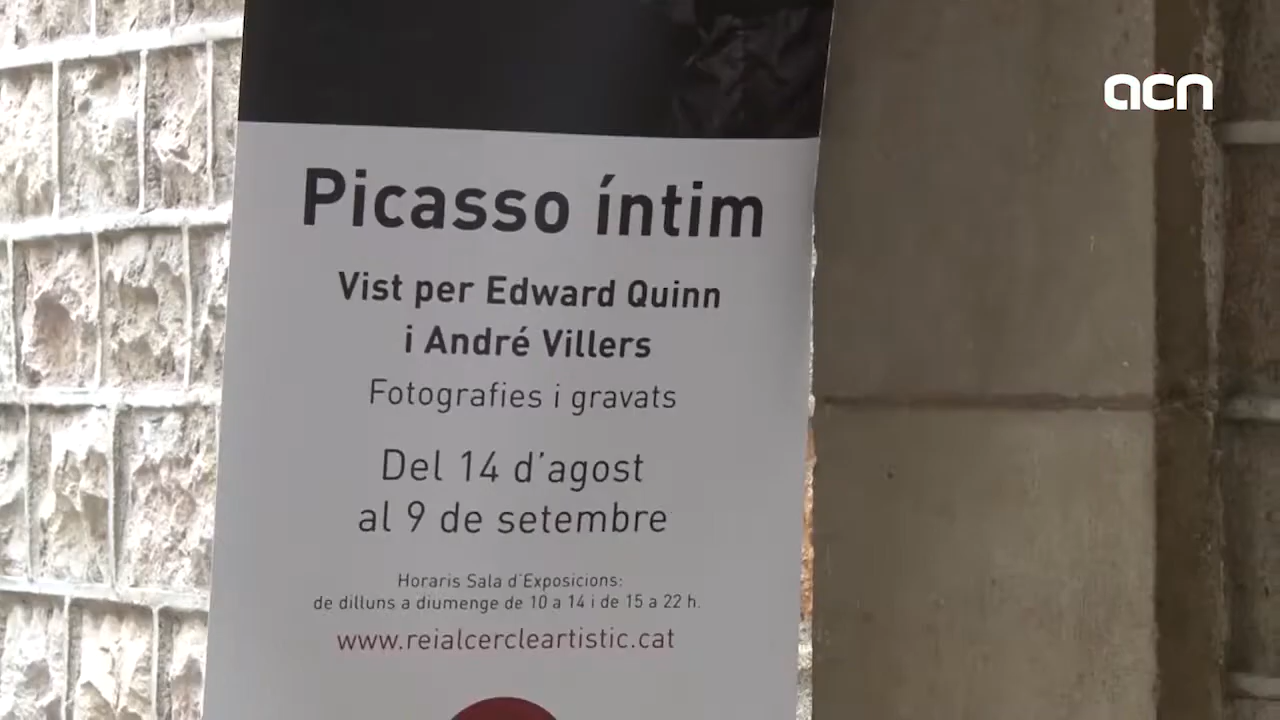 acn
Picasso íntim
Vist per Edward Quinn
i André Villers
Fotografies i gravats
Del 14 d'agost
al 9 de setembre
Horaris Sala d'Exposicions:
de dilluns a diumenge de 10 a 14 i de 15 a 22 h.
www.reialcercleartistic.cat